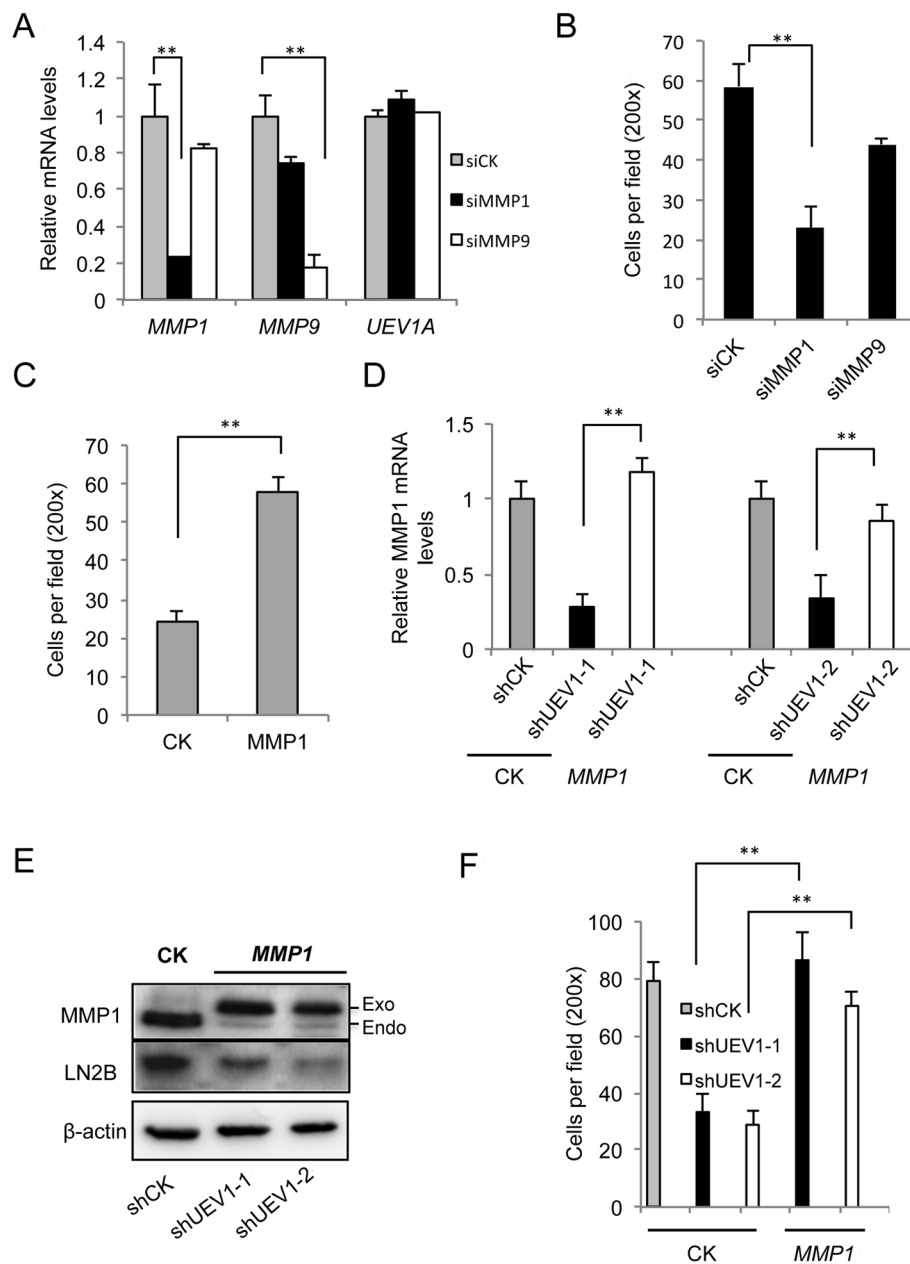 A
Relative mRNA levels
1.4
1.2
1
0.8
0.6
0.4
0.2
0
**
**
MMP1
MMP9
UEV1A
siCK
siMMP1
siMMP9
B
Cells per field (200x)
70
60
50
40
30
20
10
0
**
siCK
siMMP1
siMMP9
C
Cells per field (200x)
70
60
50
40
30
20
10
0
**
CK
MMP1
D
Relative MMP1 mRNA
levels
1.5
1
0.5
0
**
**
shCK
shUEV1-1
shUEV1-1
shCK
shUEV1-2
shUEV1-2
CK
MMP1
CK
MMP1
E
CK
MMP1
MMP1
Exo
Endo
LN2B
β-actin
shCK
shUEV1-1
shUEV1-2
F
Cells per field (200x)
100
80
60
40
20
0
**
**
shCK
shUEV1-1
shUEV1-2
CK
MMP1